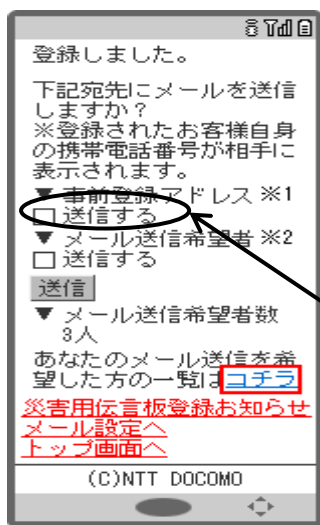 登録しました。
下記宛先にメールを送信
しますか？
※登録されたお客様自身
の携帯電話番号が相手に
表示されます。
▼ 事前登録アドレス ※1
□送信する
▼ メール送信希望者 ※2
□送信する
送信
▼ メール送信希望者数
3人
あなたのメール送信を希
望した方の一覧はコチラ
災害用伝言板登録お知らせ
メール設定へ
トップ画面へ
(C)NTT DOCOMO